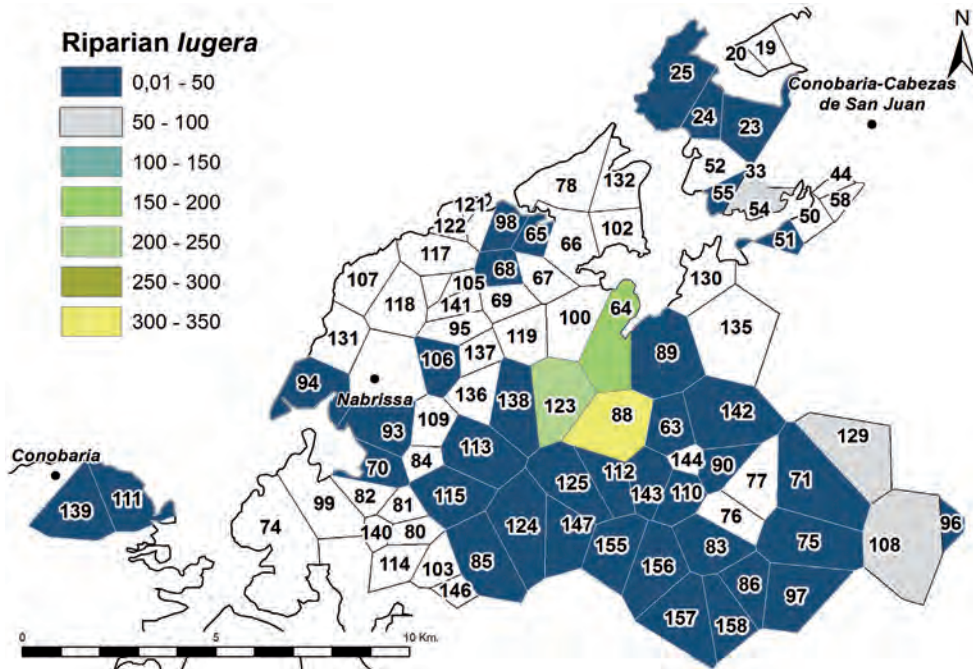 Riparian lugera
0,01 - 50
50 - 100
100 - 150
150 - 200
200 - 250
250 - 300
300 - 350
N
20 19
25
Conobaria-Cabezas
de San Juan
24 23
52 33
44
55 54 58
50
51
78 132
121
122 98 65 66 102
117
68 67 130
107 105
118 141 69 64
100 135
95 119
131 106 137 89
94 136 138 123 88 142
Nabrissa
109 63
93 113 129
84 144 90
Conobaria
70 112 77 71
125
82 115 143 110
139 111 99 81 76
74 140 80 124 147 96
155 83 75 108
114 103 85 156
86
146 97
157 158
0 5 10 Km.